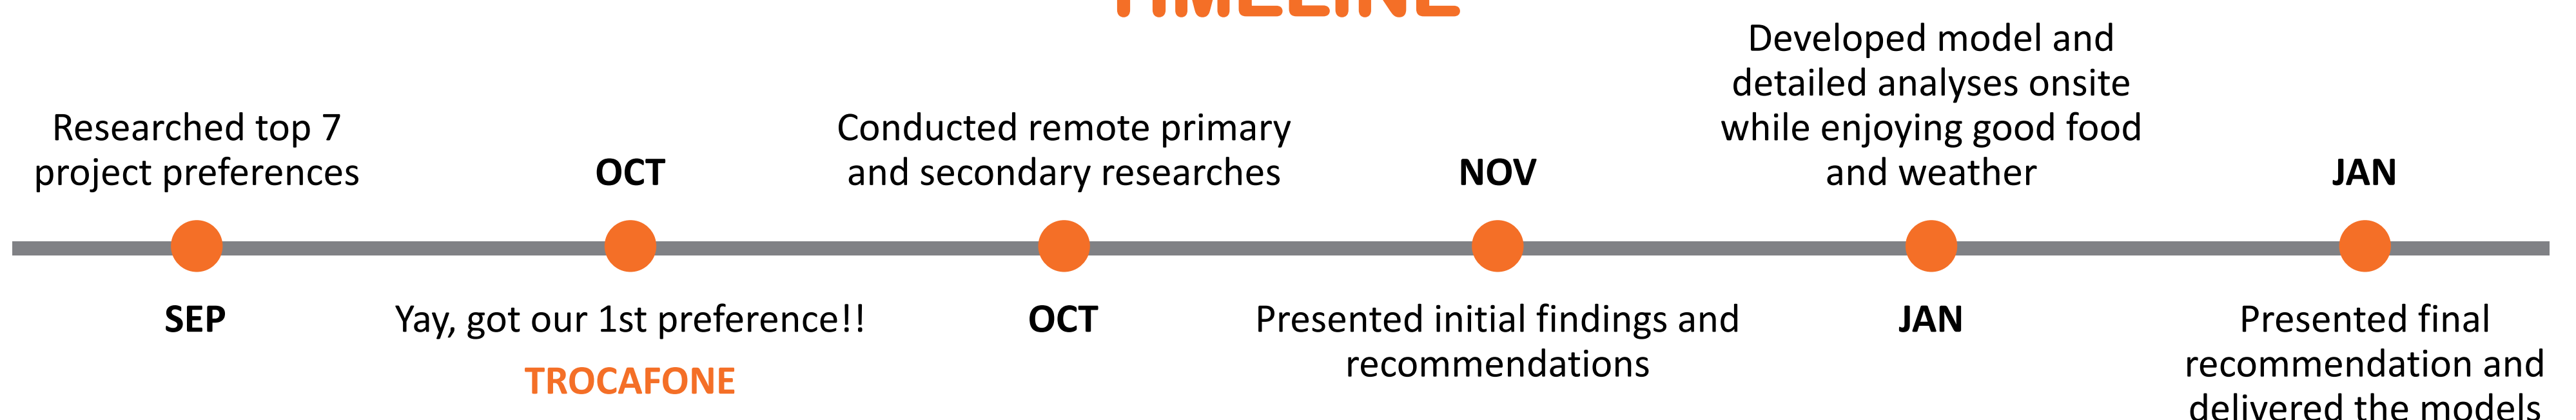 TIMELINE
Researched top 7
project preferences
SEP
OCT
Yay, got our 1st preference!!
TROCAFONE
Conducted remote primary
and secondary researches
OCT
NOV
Presented initial findings and
recommendations
Developed model and
detailed analyses onsite
while enjoying good food
and weather
JAN
JAN
Presented final
recommendation and
delivered the models